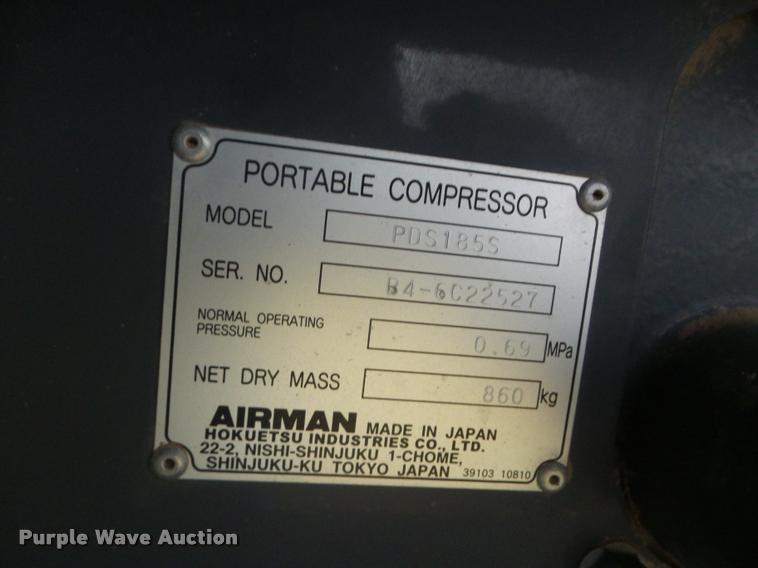 PORTABLE COMPRESSOR
MODEL PDS185S
SER. NO. B4-6C22527
NORMAL OPERATING
PRESSURE 0.69 MPa
NET DRY MASS 860 kg
AIRMAN MADE IN JAPAN
HOKUETSU INDUSTRIES CO., LTD.
22-2, NISHI-SHINJUKU 1-CHOME,
SHINJUKU-KU TOKYO JAPAN 39103 10810
Purple Wave Auction®